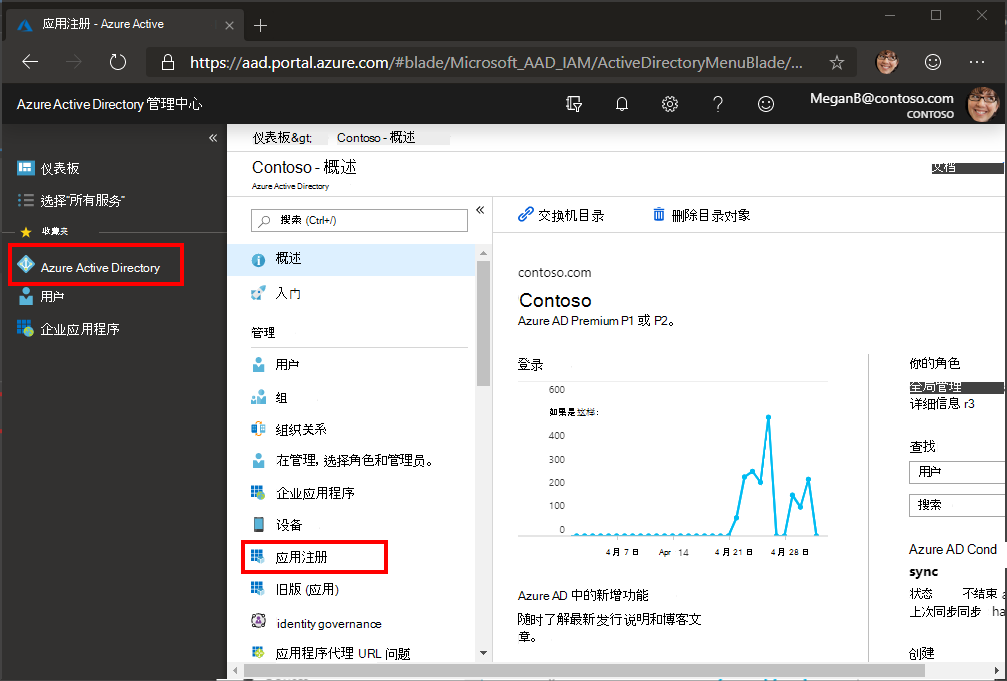 应用注册 - Azure Active
https://aad.portal.azure.com/#blade/Microsoft_AAD_IAM/ActiveDirectoryMenuBlade/...
Azure Active Directory 管理中心
MeganB@contoso.com
CONTOSO
仪表板
选择“所有服务”
收藏夹
Azure Active Directory
用户
企业应用程序
仪表板&gt;
Contoso - 概述
Contoso - 概述
Azure Active Directory
文档
搜索 (Ctrl+/)
概述
入门
管理
用户
组
组织关系
在管理, 选择角色和管理员。
企业应用程序
设备
应用注册
旧版 (应用)
identity governance
应用程序代理 URL 问题
交换机目录
删除目录对象
contoso.com
Contoso
Azure AD Premium P1 或 P2。
登录
600
如果是这样:
400
300
200
100
0
4 月 7 日
Apr 14
4 月 21 日
4 月 28 日
Azure AD 中的新增功能
随时了解最新发行说明和博客文
章。
你的角色
全局管理
详细信息 r3
查找
用户
搜索
Azure AD Cond
sync
状态 不结束 a
上次同步同步 ha
创建